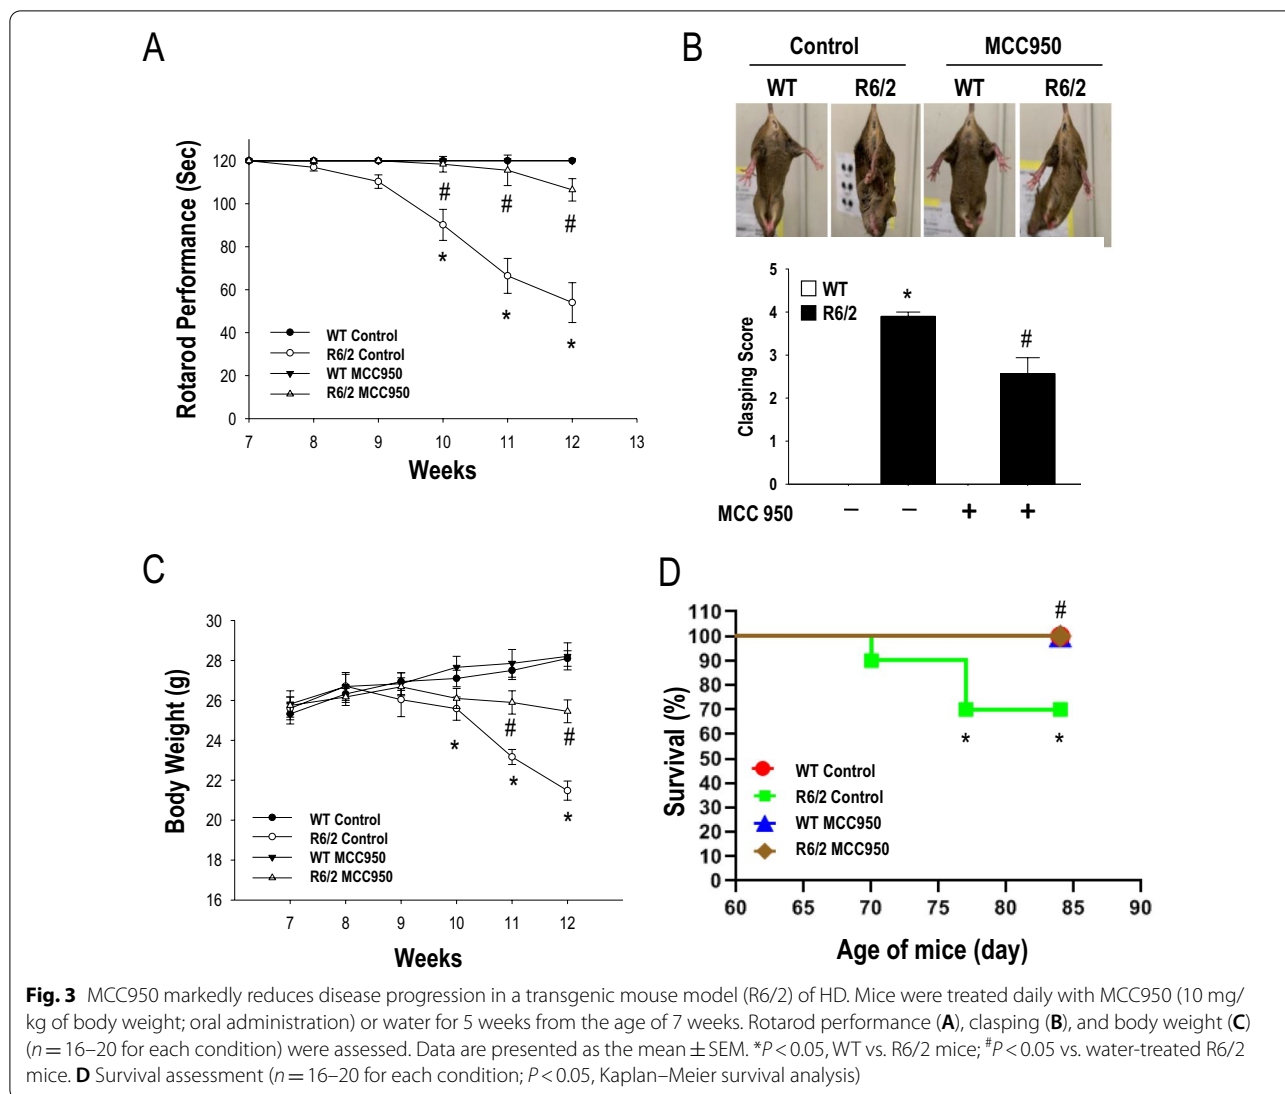 A
Rotarod Performance (Sec)
120
100
80
60
40
20
0
# # #
* * *
WT Control
R6/2 Control
WT MCC950
R6/2 MCC950
7 8 9 10 11 12 13
Weeks
B
Control MCC950
WT R6/2 WT R6/2
Clasping Score
5
4
3
2
1
0
WT
R6/2
*
#
MCC 950 − − + +
C
Body Weight (g)
30
28
26
24
22
20
18
16
# #
* * *
WT Control
R6/2 Control
WT MCC950
R6/2 MCC950
7 8 9 10 11 12
Weeks
D
Survival (%)
110
100
90
80
70
60
50
40
30
20
10
0
#
* *
WT Control
R6/2 Control
WT MCC950
R6/2 MCC950
60 65 70 75 80 85 90
Age of mice (day)
Fig. 3 MCC950 markedly reduces disease progression in a transgenic mouse model (R6/2) of HD. Mice were treated daily with MCC950 (10 mg/
kg of body weight; oral administration) or water for 5 weeks from the age of 7 weeks. Rotarod performance (A), clasping (B), and body weight (C)
(n = 16–20 for each condition) were assessed. Data are presented as the mean ± SEM. *P < 0.05, WT vs. R6/2 mice; #P < 0.05 vs. water-treated R6/2
mice. D Survival assessment (n = 16–20 for each condition; P < 0.05, Kaplan–Meier survival analysis)